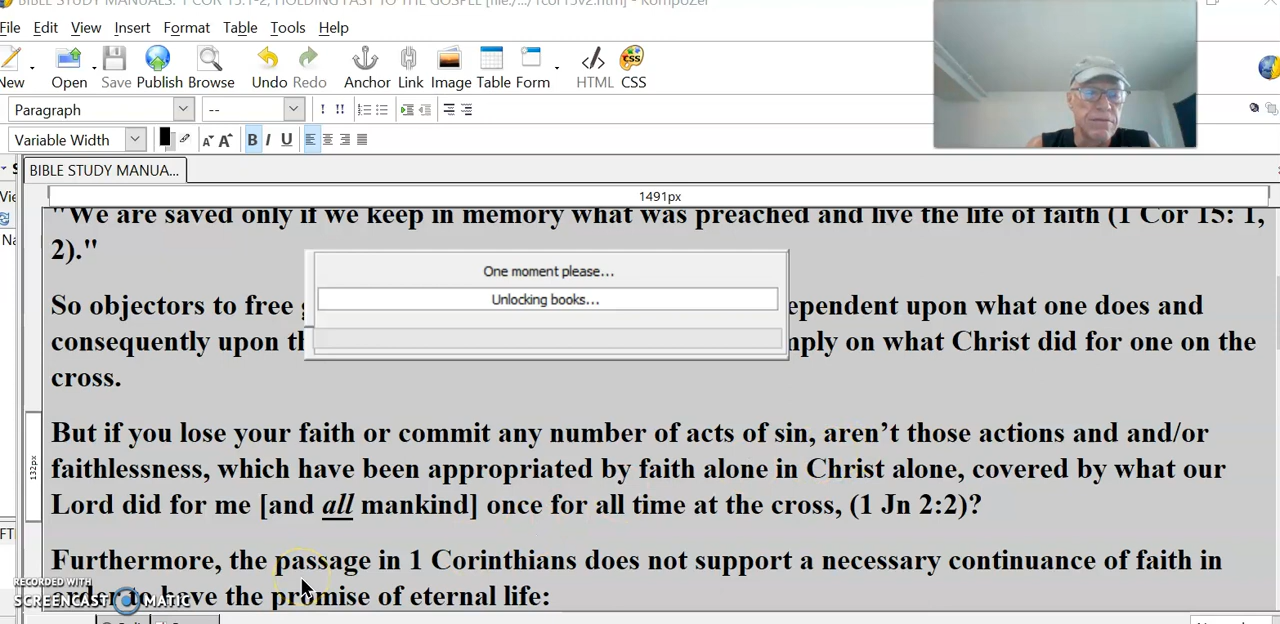 BIBLE STUDY MANUALS: 1 COR 15:1-2, HOLDING FAST TO THE GOSPEL [file:/.../1cor15v2.htm] - KompoZer
File Edit View Insert Format Table Tools Help
New Open Save Publish Browse Undo Redo Anchor Link Image Table Form HTML CSS
Paragraph --
Variable Width B I U
BIBLE STUDY MANUA...
1491px
"We are saved only if we keep in memory what was preached and live the life of faith (1 Cor 15: 1,
2)."
One moment please...
Unlocking books...
So objectors to free ependent upon what one does and
consequently upon mply on what Christ did for one on the
cross.
But if you lose your faith or commit any number of acts of sin, aren't those actions and and/or
faithlessness, which have been appropriated by faith alone in Christ alone, covered by what our
132px
Lord did for me [and all mankind] once for all time at the cross, (1 Jn 2:2)?
Furthermore, the passage in 1 Corinthians does not support a necessary continuance of faith in
order to have the promise of eternal life:
RECORDED WITH
SCREENCAST MATIC